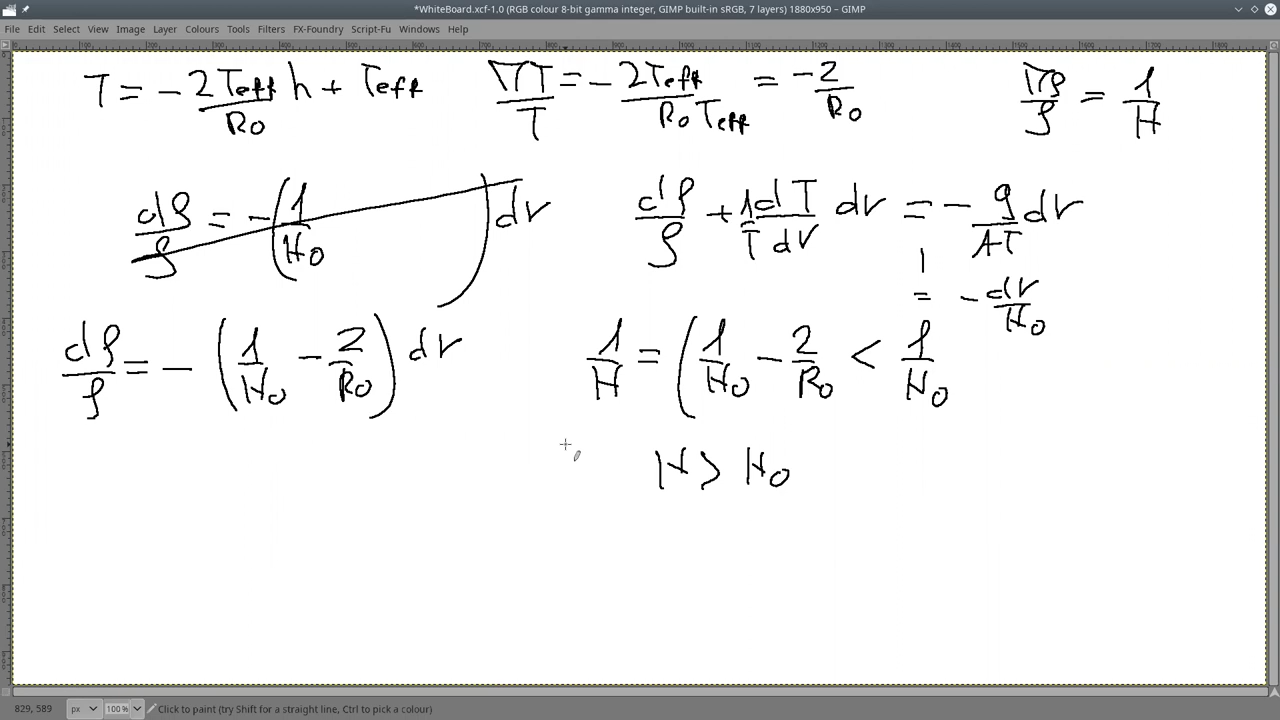 *WhiteBoard.xcf-1.0 (RGB colour 8-bit gamma integer, GIMP built-in sRGB, 7 layers) 1880x950 – GIMP
File Edit Select View Image Layer Colours Tools Filters FX-Foundry Script-Fu Windows Help
T = -2Teff/R0 h + Teff   ∇T/T = -2Teff/R0Teff = -2/R0   ∇ρ/ρ = 1/H
dρ/ρ = -(1/H0 )dr   dρ/ρ + 1/T dT/dr dr = -g/AT dr
= -dr/H0
dρ/ρ = -(1/H0 - 2/R0)dr   1/H = (1/H0 - 2/R0 < 1/H0
H > H0
829, 589 px 100% Click to paint (try Shift for a straight line, Ctrl to pick a colour)